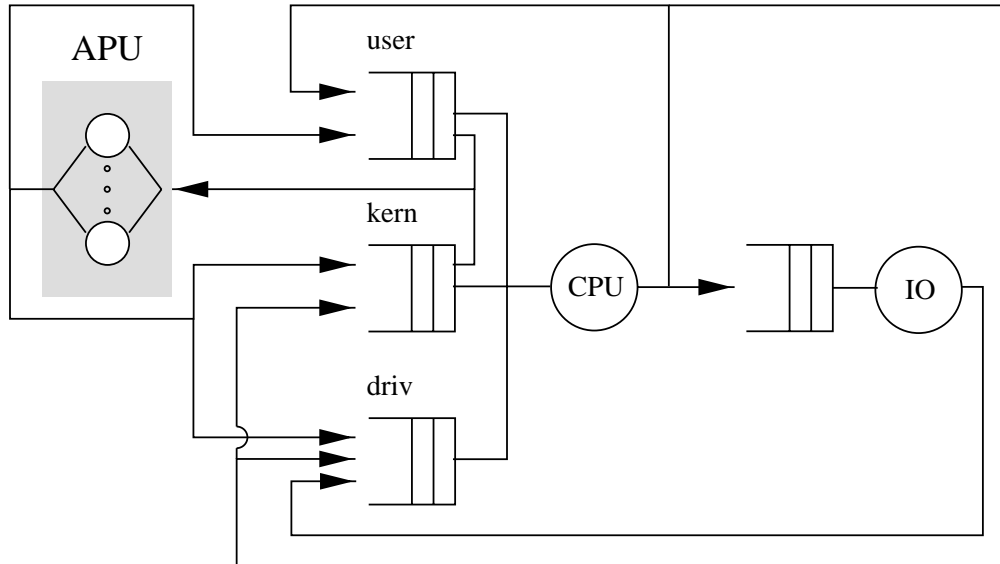 user
APU
kern
CPU
IO
driv